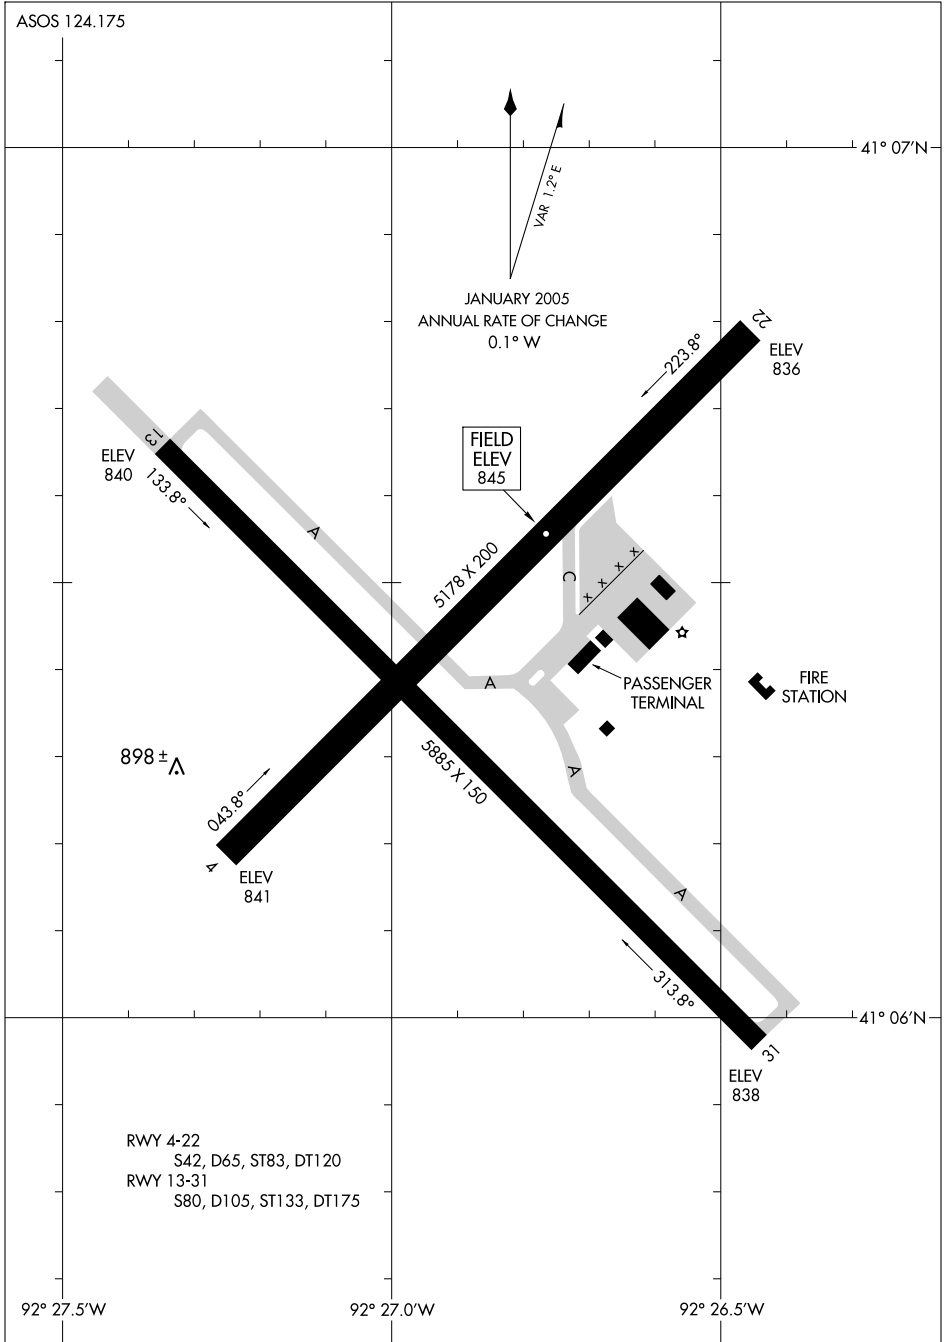 ASOS 124.175
41° 07'N
VAR 1.2° E
JANUARY 2005
ANNUAL RATE OF CHANGE
0.1° W
22
ELEV
836
223.8°
FIELD
ELEV
845
13
ELEV
840
133.8°
A
5178 X 200
C
x x x x
A
PASSENGER
TERMINAL
FIRE
STATION
898 ±
5885 X 150
A
043.8°
4
ELEV
841
A
313.8°
41° 06'N
31
ELEV
838
RWY 4-22
S42, D65, ST83, DT120
RWY 13-31
S80, D105, ST133, DT175
92° 27.5'W
92° 27.0'W
92° 26.5'W